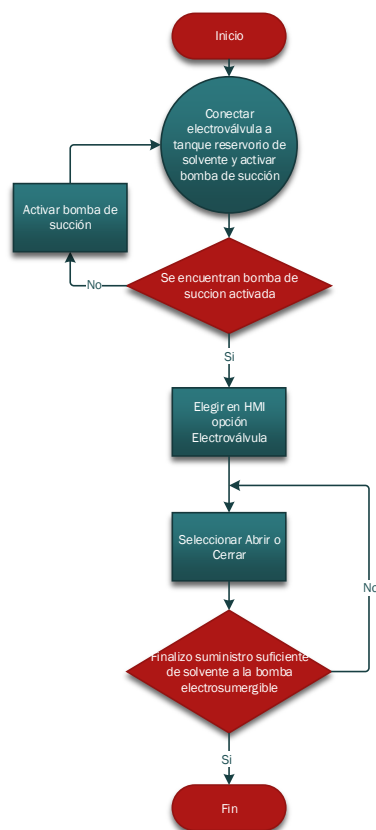 Inicio
Conectar
electroválvula a
tanque reservorio de
solvente y activar
bomba de succión
Activar bomba de
succión
Se encuentran bomba de
succion activada
No
Si
Elegir en HMI
opción
Electroválvula
Seleccionar Abrir o
Cerrar
No
Finalizo suministro suficiente
de solvente a la bomba
electrosumergible
Si
Fin